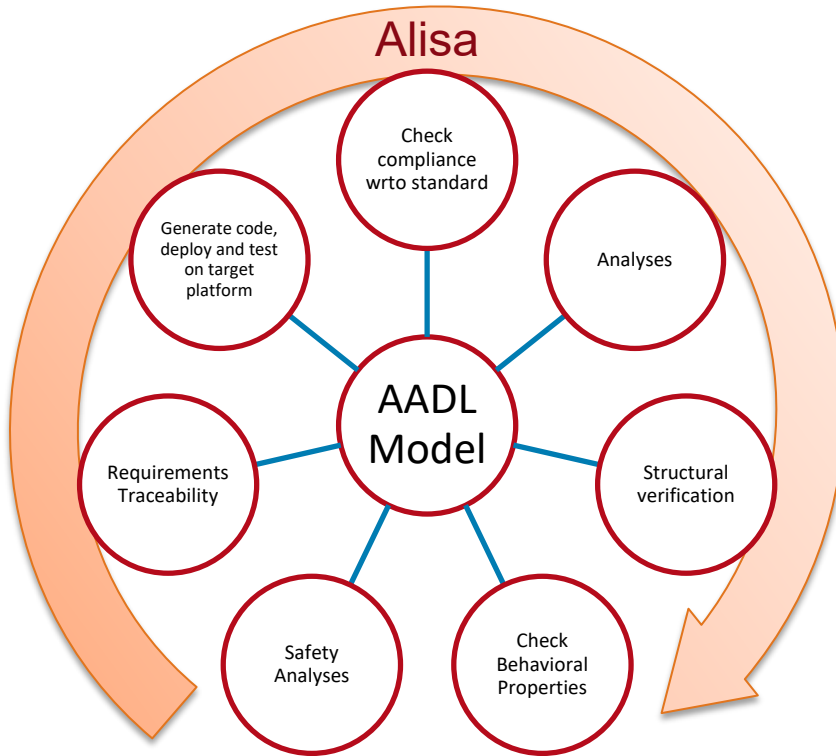 Alisa
Check
compliance
wrto standard
Generate code,
deploy and test
on target
platform
Analyses
AADL
Model
Requirements
Traceability
Structural
verification
Safety
Analyses
Check
Behavioral
Properties